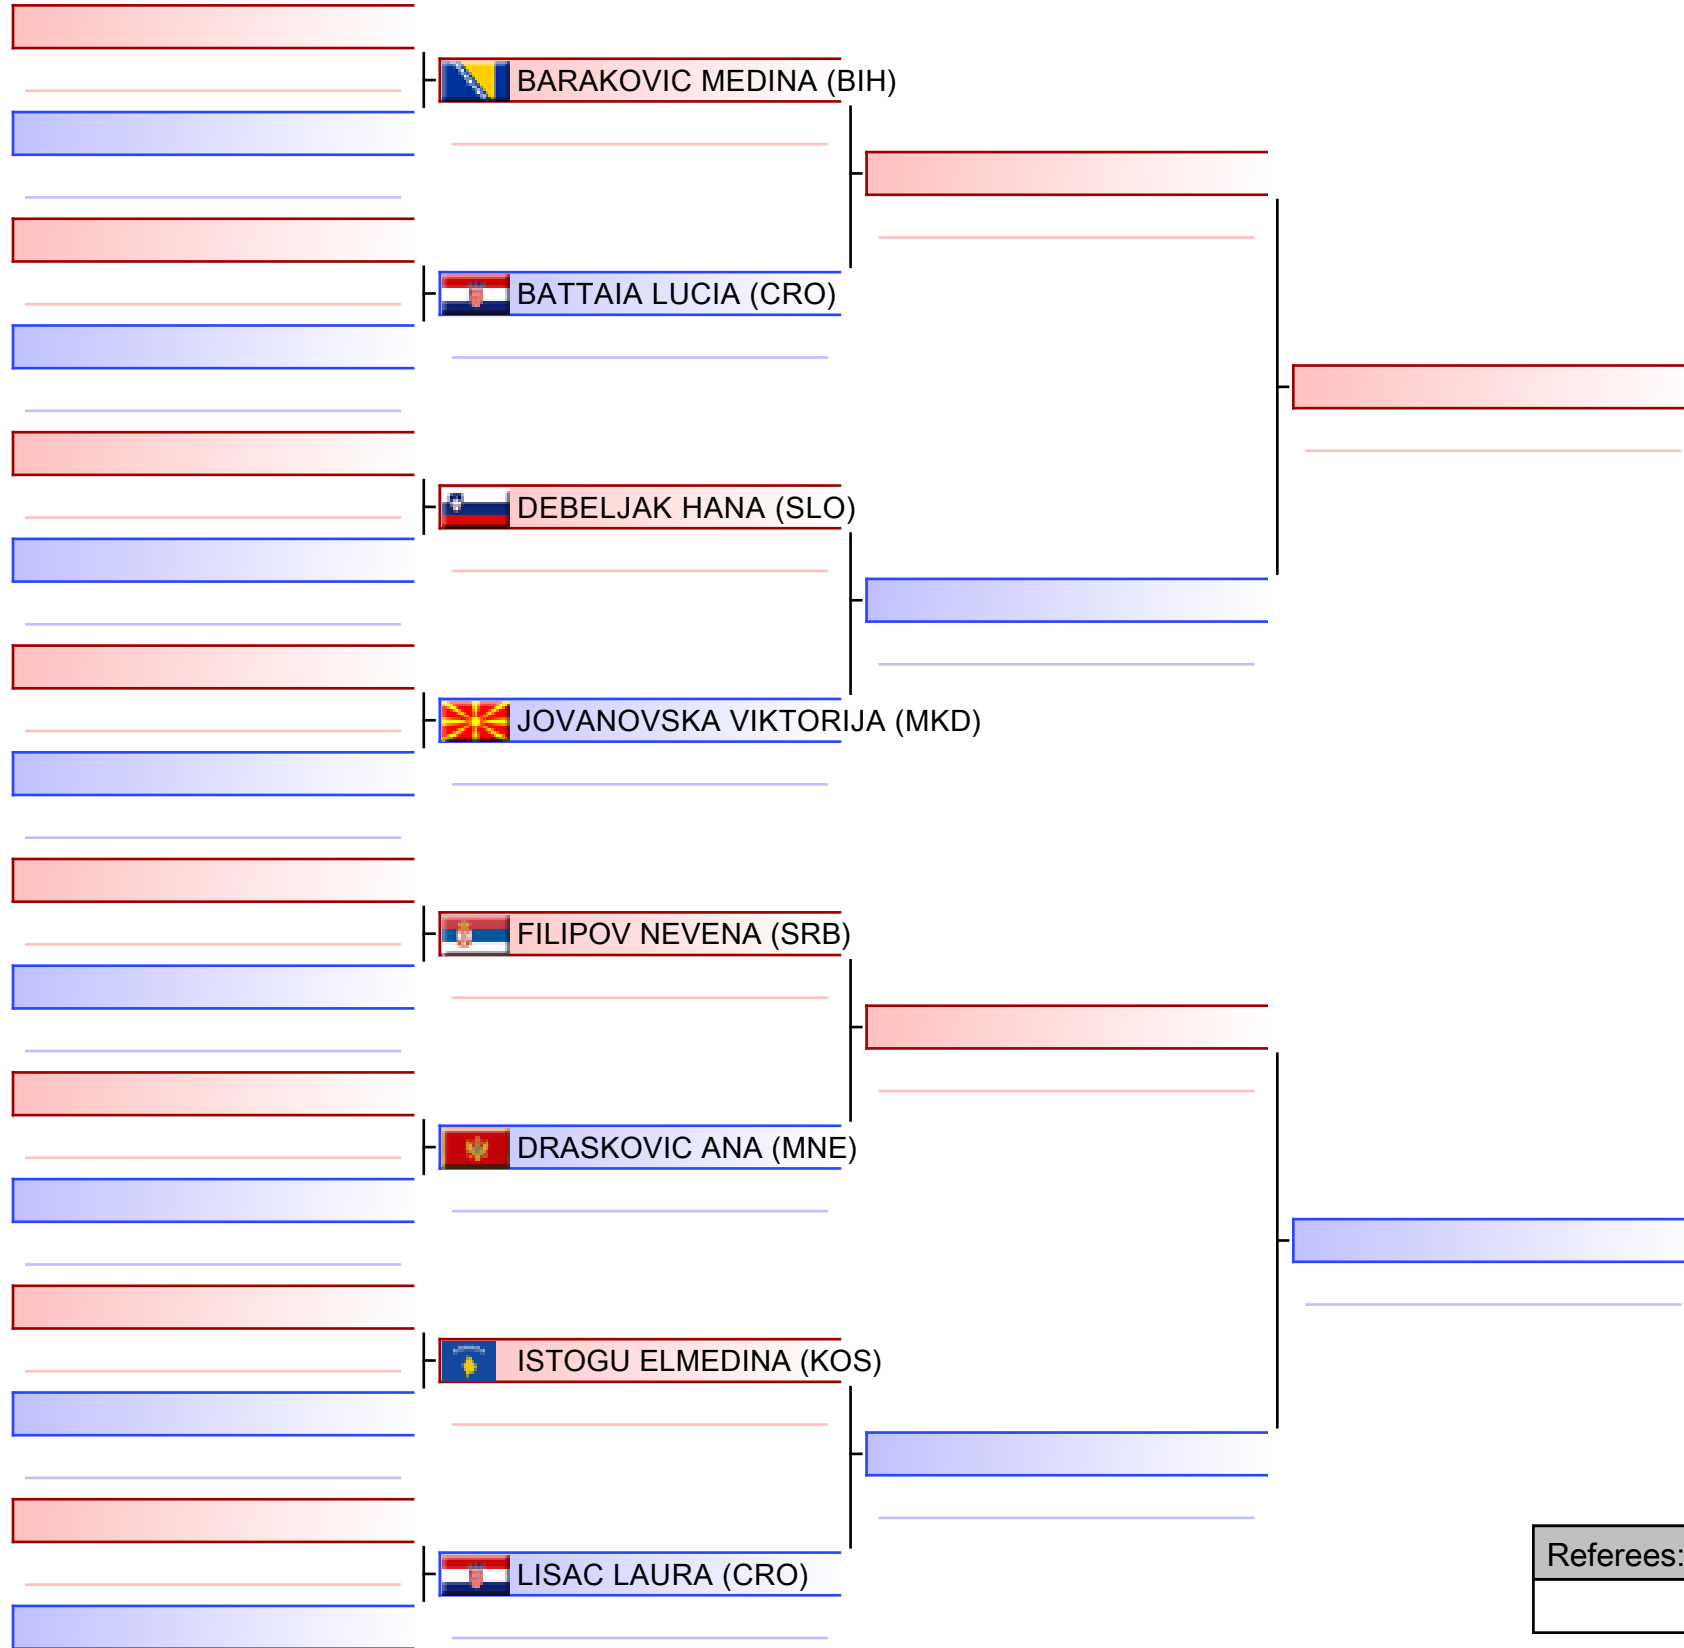 BARAKOVIC MEDINA (BIH)
BATTAIA LUCIA (CRO)
DEBELJAK HANA (SLO)
JOVANOVSKA VIKTORIJA (MKD)
FILIPOV NEVENA (SRB)
DRASKOVIC ANA (MNE)
ISTOGU ELMEDINA (KOS)
LISAC LAURA (CRO)
Referees: